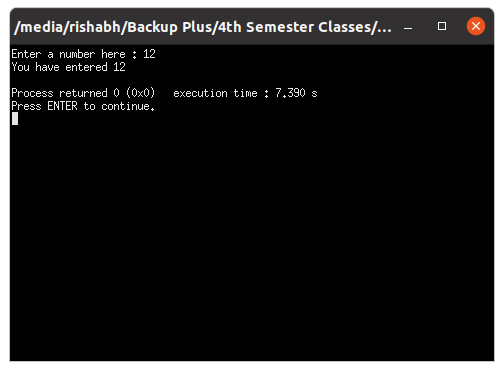 /media/rishabh/Backup Plus/4th Semester Classes/...
Enter a number here : 12
You have entered 12
Process returned 0 (0x0)   execution time : 7.390 s
Press ENTER to continue.